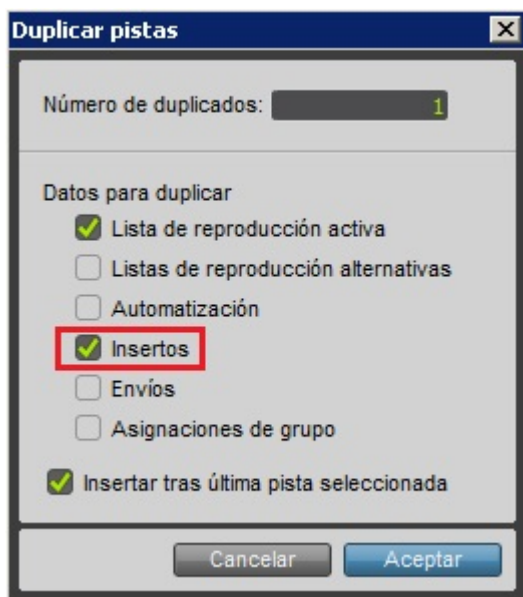 Duplicar pistas
Número de duplicados: 1
Datos para duplicar
Lista de reproducción activa
Listas de reproducción alternativas
Automatización
Insertos
Envíos
Asignaciones de grupo
Insertar tras última pista seleccionada
Cancelar Aceptar